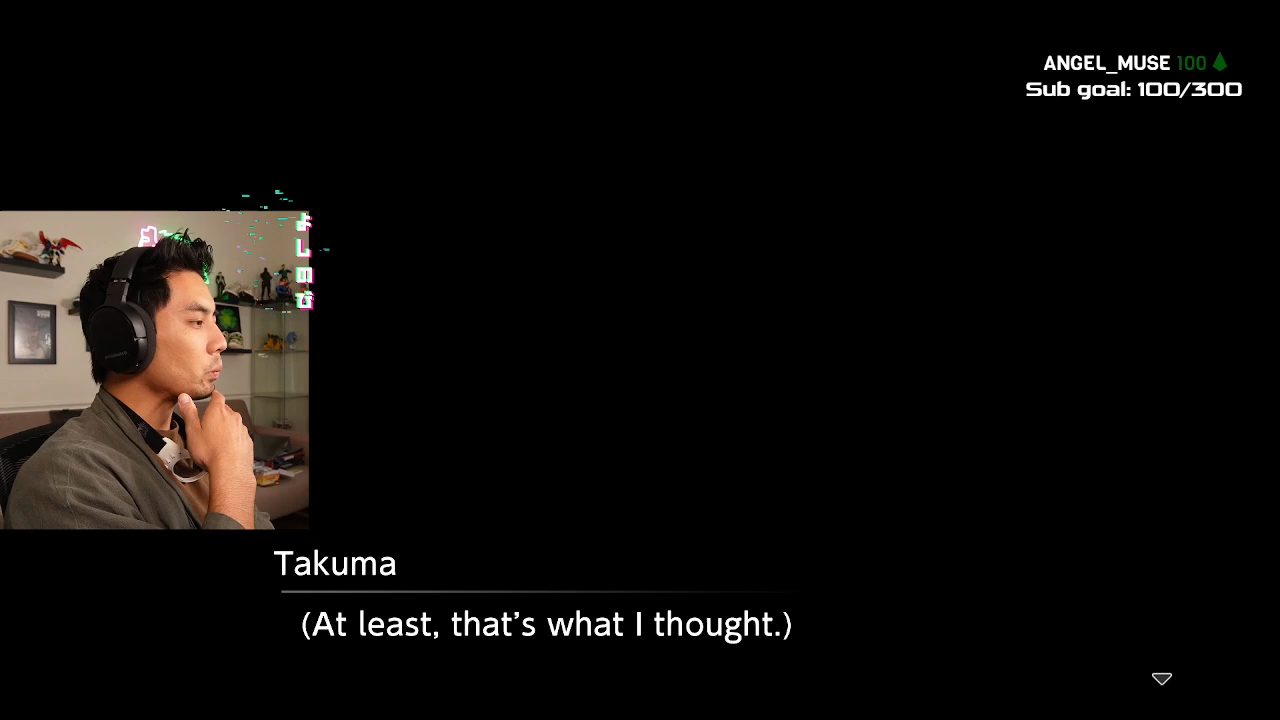 ANGEL_MUSE 100
Sub goal: 100/300
Takuma
(At least, that's what I thought.)